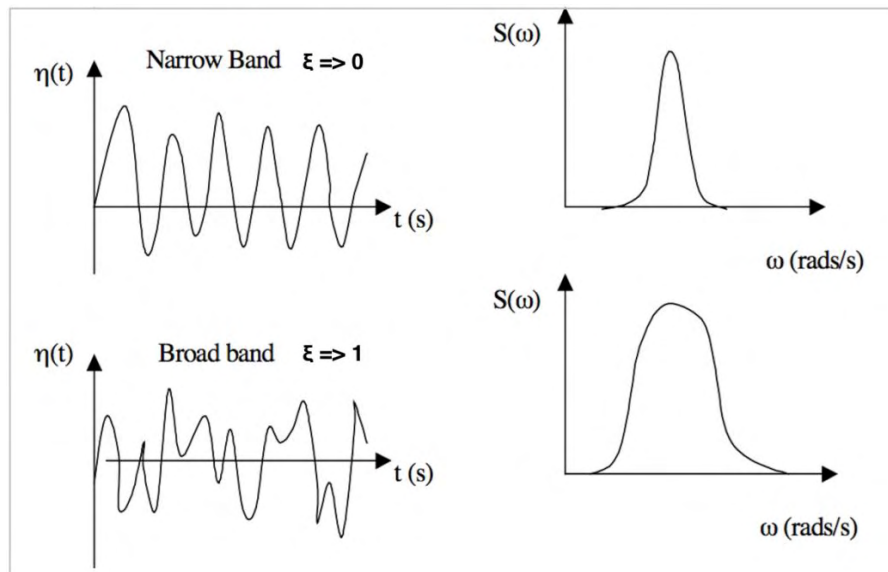 Narrow Band ξ => 0
η(t)
t (s)
S(ω)
ω (rads/s)
Broad band ξ => 1
η(t)
t (s)
S(ω)
ω (rads/s)